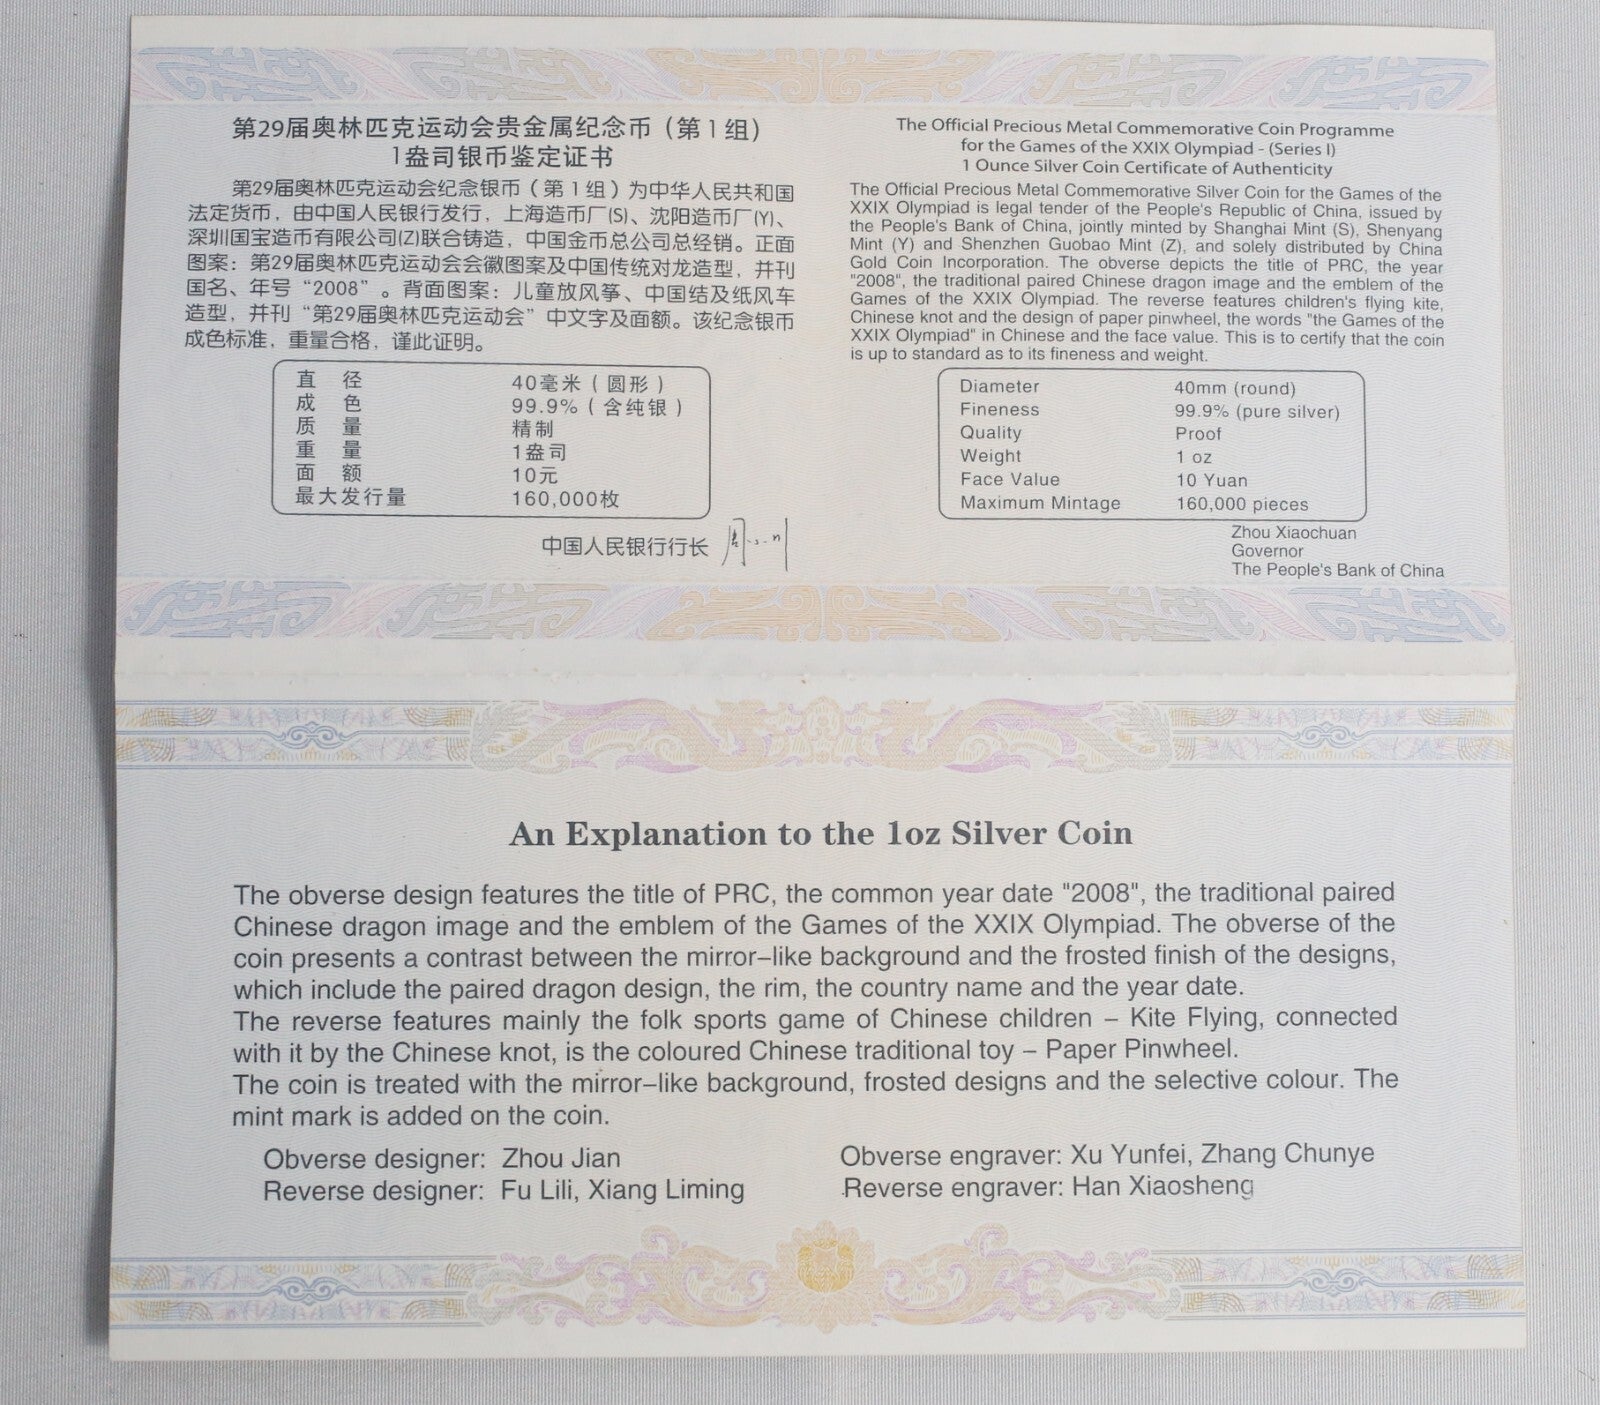 第29届奥林匹克运动会贵金属纪念币（第1组）
1盎司银币鉴定证书
第29届奥林匹克运动会纪念银币（第1组）为中华人民共和国
法定货币，由中国人民银行发行，上海造币厂(S)、沈阳造币厂(Y)、
深圳国宝造币有限公司(Z)联合铸造，中国金币总公司总经销。正面
图案：第29届奥林匹克运动会会徽图案及中国传统对龙造型，并刊
国名、年号“2008”。背面图案：儿童放风筝、中国结及纸风车
造型，并刊“第29届奥林匹克运动会”中文字及面额。该纪念银币
成色标准，重量合格，谨此证明。
直 径 40毫米（圆形）
成 色 99.9%（含纯银）
质 量 精制
重 量 1盎司
面 额 10元
最大发行量 160,000枚
中国人民银行行长
The Official Precious Metal Commemorative Coin Programme
for the Games of the XXIX Olympiad - (Series I)
1 Ounce Silver Coin Certificate of Authenticity
The Official Precious Metal Commemorative Silver Coin for the Games of the
XXIX Olympiad is legal tender of the People's Republic of China, issued by
the People's Bank of China, jointly minted by Shanghai Mint (S), Shenyang
Mint (Y) and Shenzhen Guobao Mint (Z), and solely distributed by China
Gold Coin Incorporation. The obverse depicts the title of PRC, the year
"2008", the traditional paired Chinese dragon image and the emblem of the
Games of the XXIX Olympiad. The reverse features children's flying kite,
Chinese knot and the design of paper pinwheel, the words "the Games of the
XXIX Olympiad" in Chinese and the face value. This is to certify that the coin
is up to standard as to its fineness and weight.
Diameter 40mm (round)
Fineness 99.9% (pure silver)
Quality Proof
Weight 1 oz
Face Value 10 Yuan
Maximum Mintage 160,000 pieces
Zhou Xiaochuan
Governor
The People's Bank of China
An Explanation to the 1oz Silver Coin
The obverse design features the title of PRC, the common year date "2008", the traditional paired
Chinese dragon image and the emblem of the Games of the XXIX Olympiad. The obverse of the
coin presents a contrast between the mirror–like background and the frosted finish of the designs,
which include the paired dragon design, the rim, the country name and the year date.
The reverse features mainly the folk sports game of Chinese children – Kite Flying, connected
with it by the Chinese knot, is the coloured Chinese traditional toy – Paper Pinwheel.
The coin is treated with the mirror–like background, frosted designs and the selective colour. The
mint mark is added on the coin.
Obverse designer: Zhou Jian
Reverse designer: Fu Lili, Xiang Liming
Obverse engraver: Xu Yunfei, Zhang Chunye
Reverse engraver: Han Xiaosheng